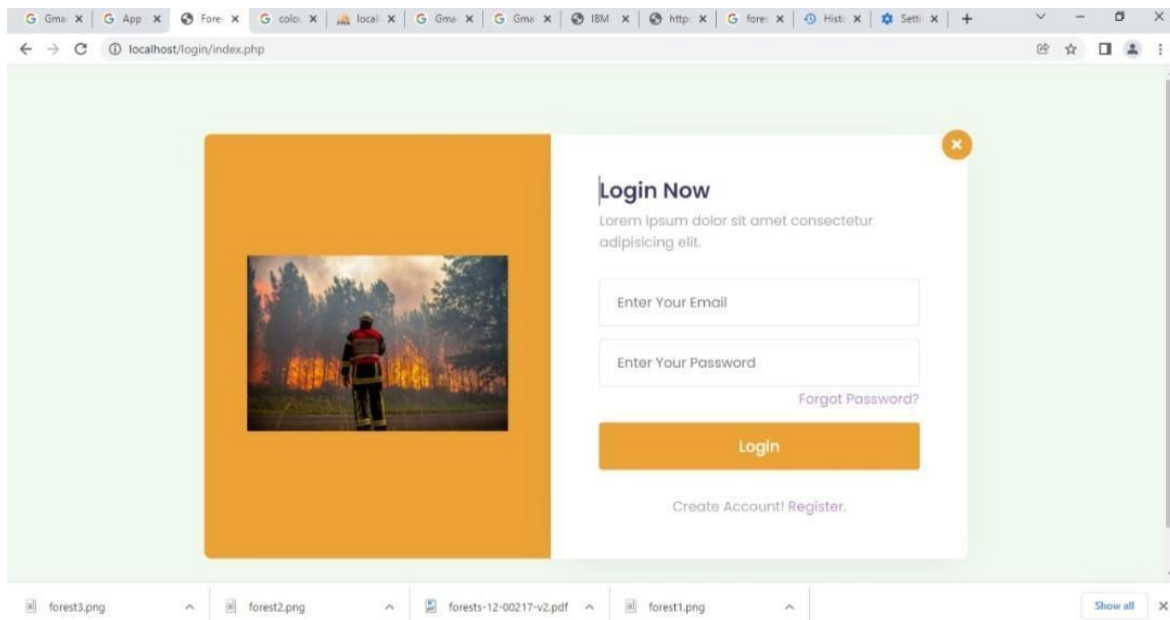 Gma
App
Fore
colo
local
Gma
Gma
IBM
http:
fore
Hist
Setti
localhost/login/index.php
Login Now
Lorem ipsum dolor sit amet consectetur
adipisicing elit.
Enter Your Email
Enter Your Password
Forgot Password?
Login
Create Account! Register.
forest3.png
forest2.png
forests-12-00217-v2.pdf
forest1.png
Show all